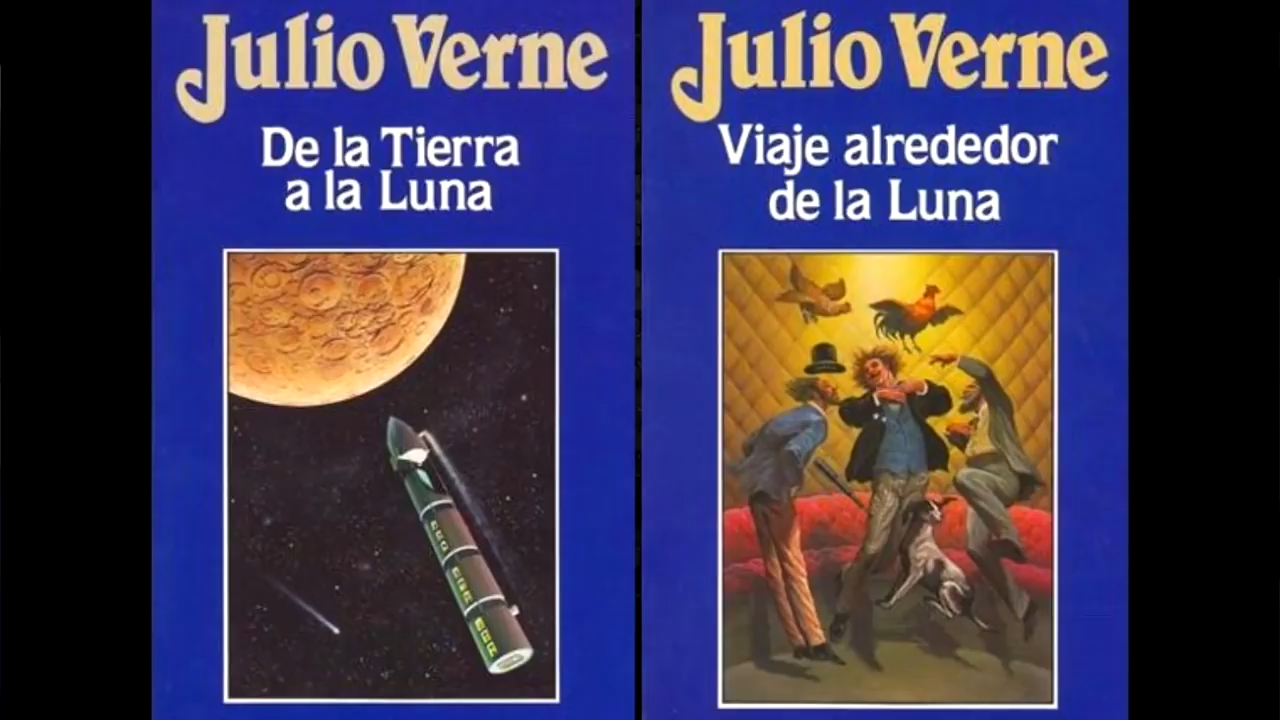 Julio Verne
De la Tierra
a la Luna
Julio Verne
Viaje alrededor
de la Luna